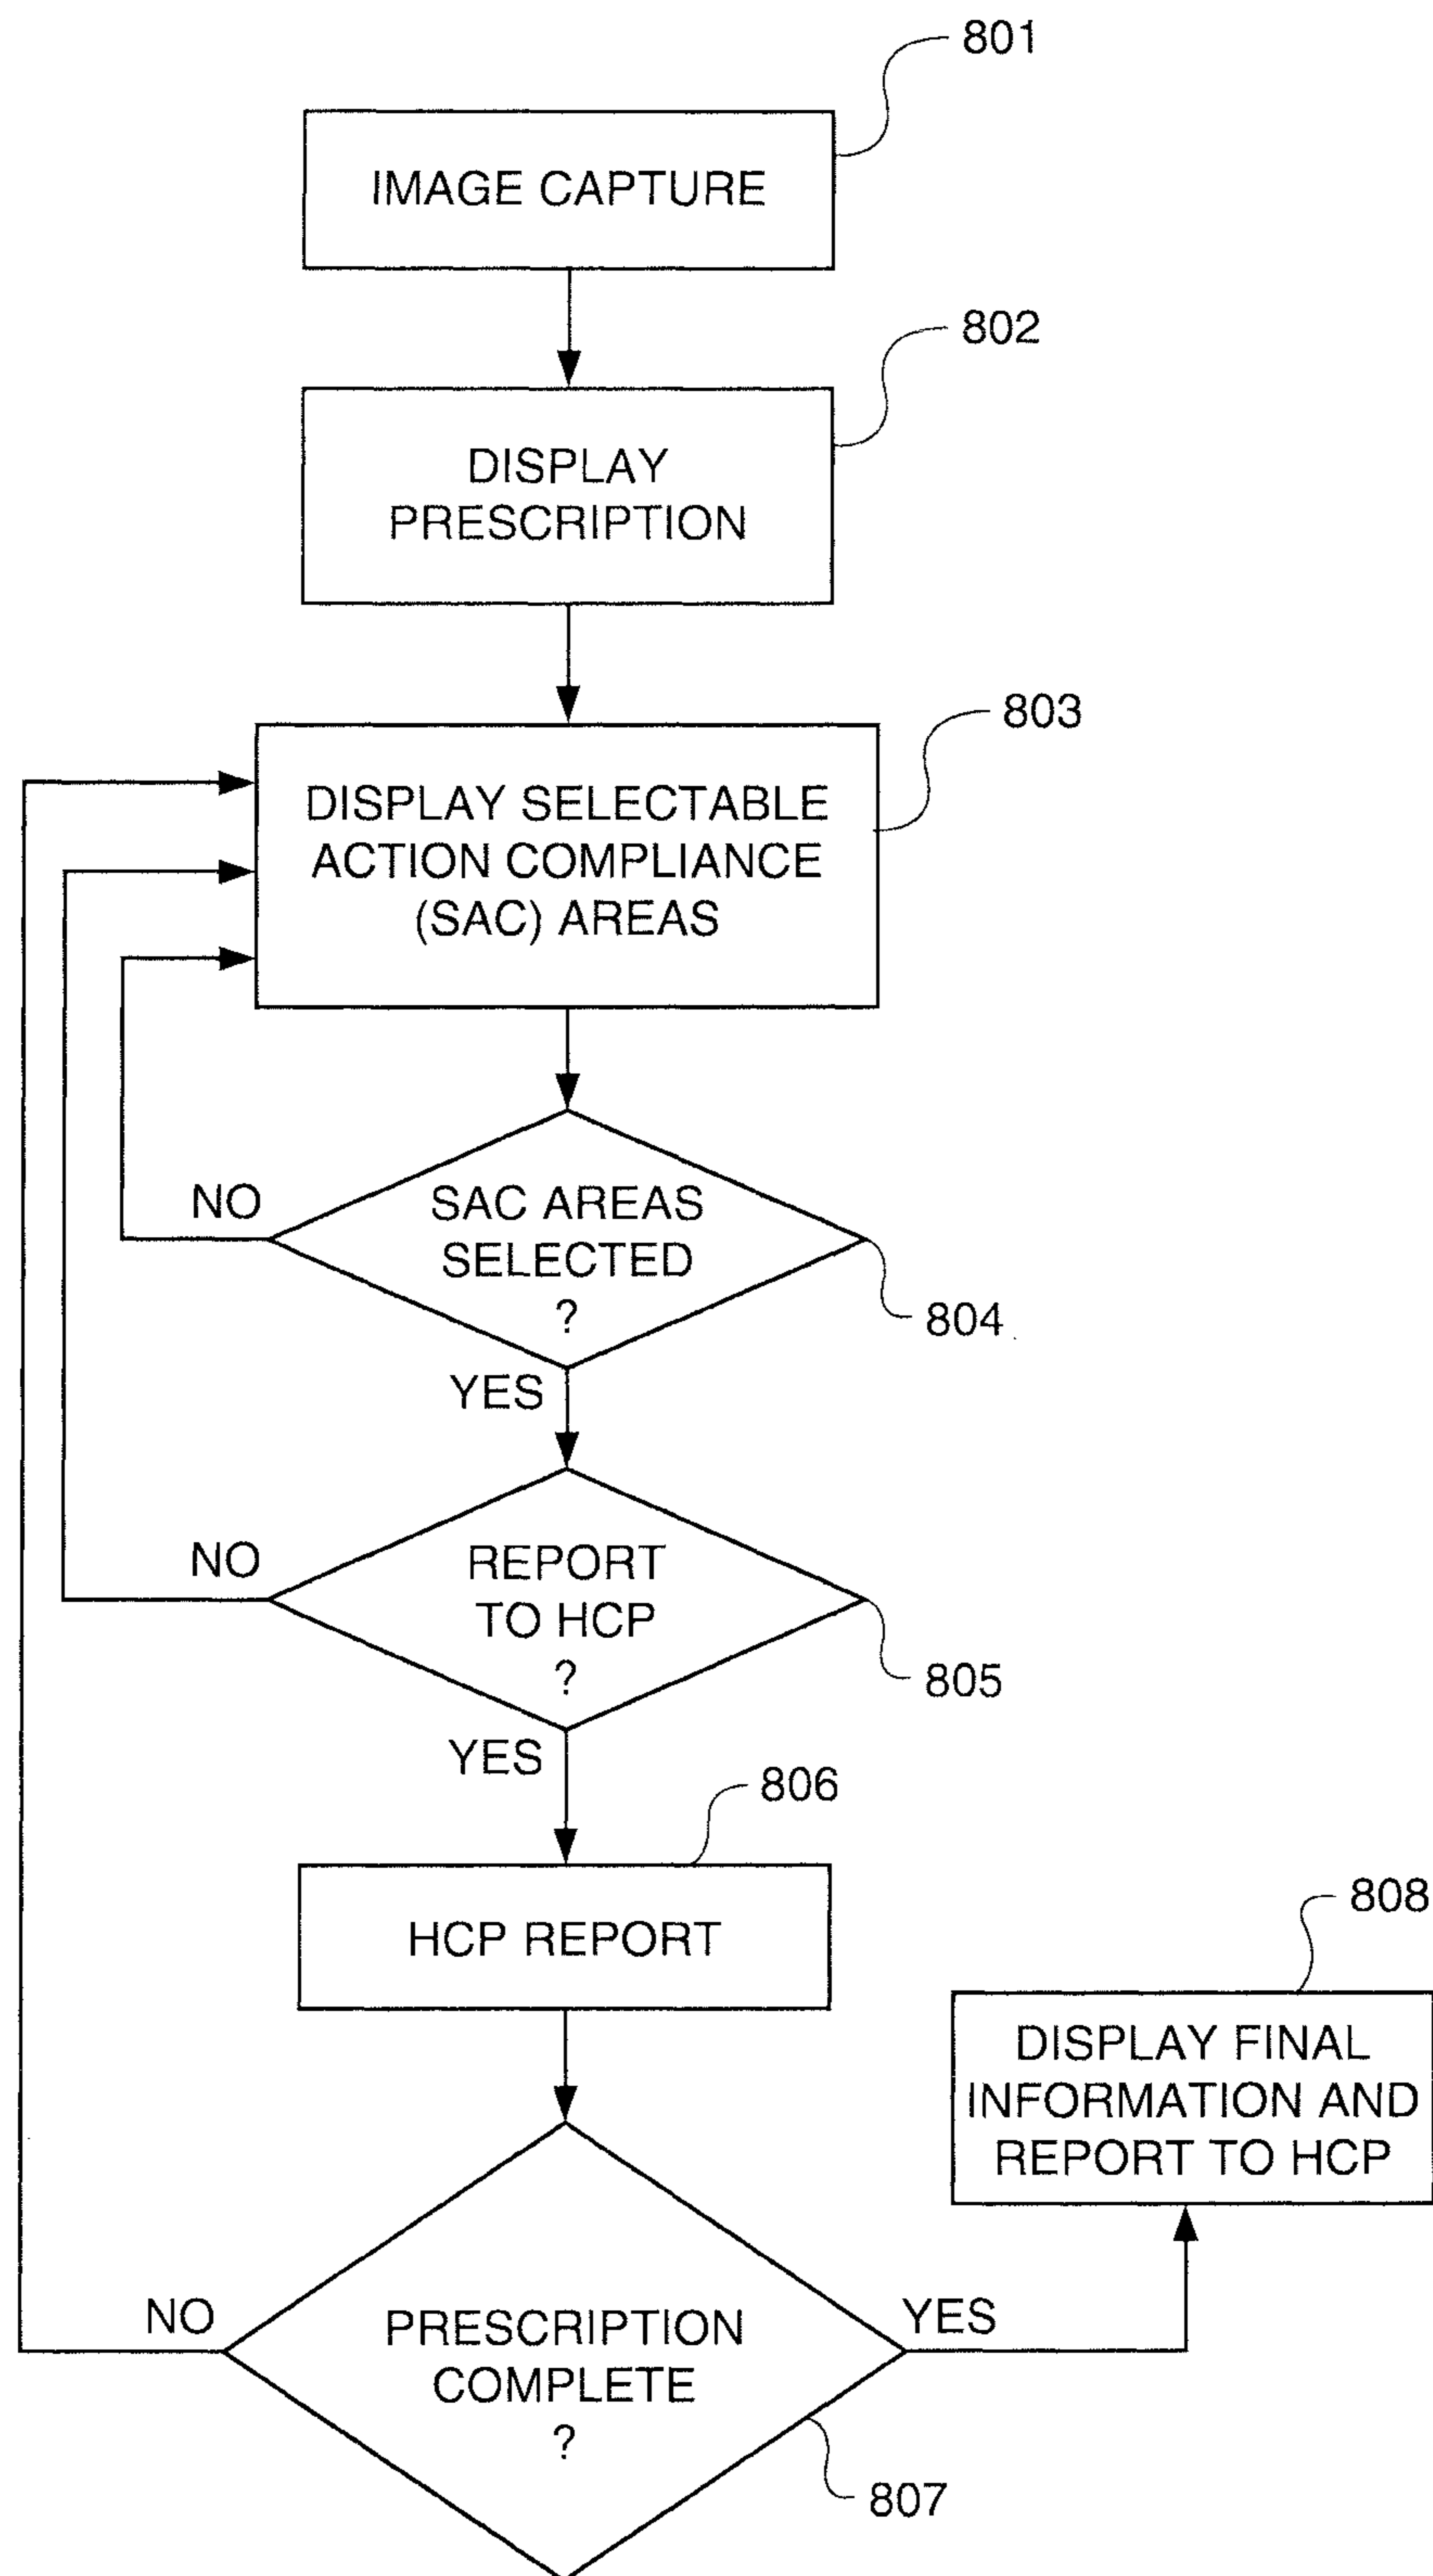 801
IMAGE CAPTURE
802
DISPLAY
PRESCRIPTION
803
DISPLAY SELECTABLE
ACTION COMPLIANCE
(SAC) AREAS
NO
SAC AREAS
SELECTED
?
804
YES
NO
REPORT
TO HCP
?
805
YES
806
HCP REPORT
808
DISPLAY FINAL
INFORMATION AND
REPORT TO HCP
NO
PRESCRIPTION
COMPLETE
?
YES
807